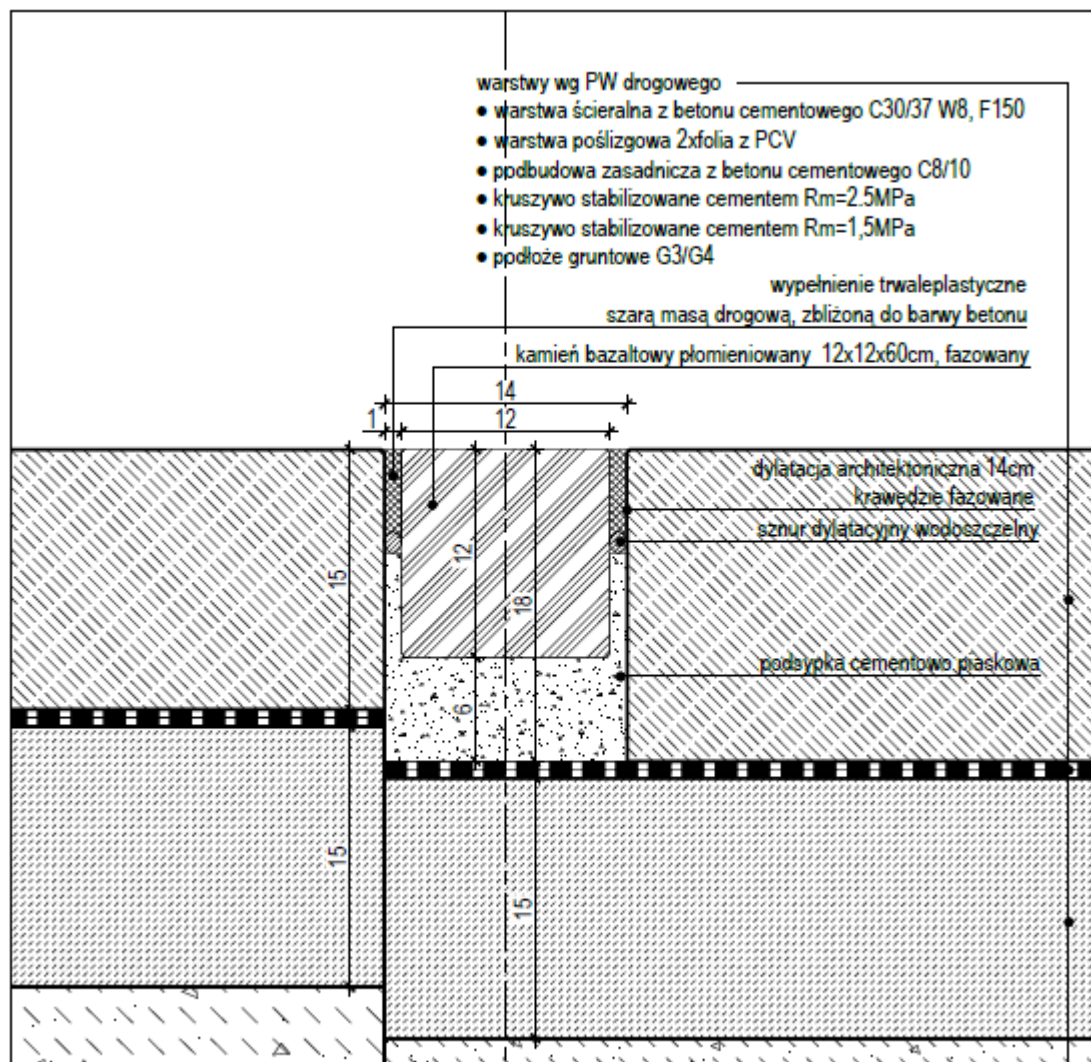 warstwy wg PW drogowego
● warstwa ścieralna z betonu cementowego C30/37 W8, F150
● warstwa poślizgowa 2xfolia z PCV
● podbudowa zasadnicza z betonu cementowego C8/10
● kruszywo stabilizowane cementem Rm=2.5MPa
● kruszywo stabilizowane cementem Rm=1,5MPa
● podłoże gruntowe G3/G4
wypełnienie trwaleplastyczne
szarą masą drogową, zbliżoną do barwy betonu
kamień bazaltowy płomieniowany 12x12x60cm, fazowany
14
1
12
dylatacja architektoniczna 14cm
krawędzie fazowane
sznur dylatacyjny wodoszczelny
15
12
18
podsypka cementowo piaskowa
6
15
15